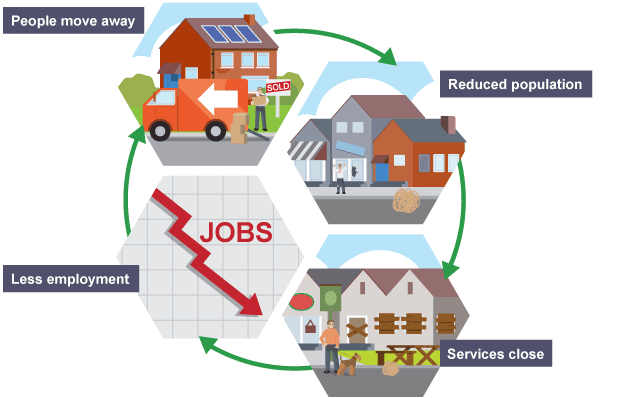 People move away
SOLD
Reduced population
Less employment
JOBS
Services close